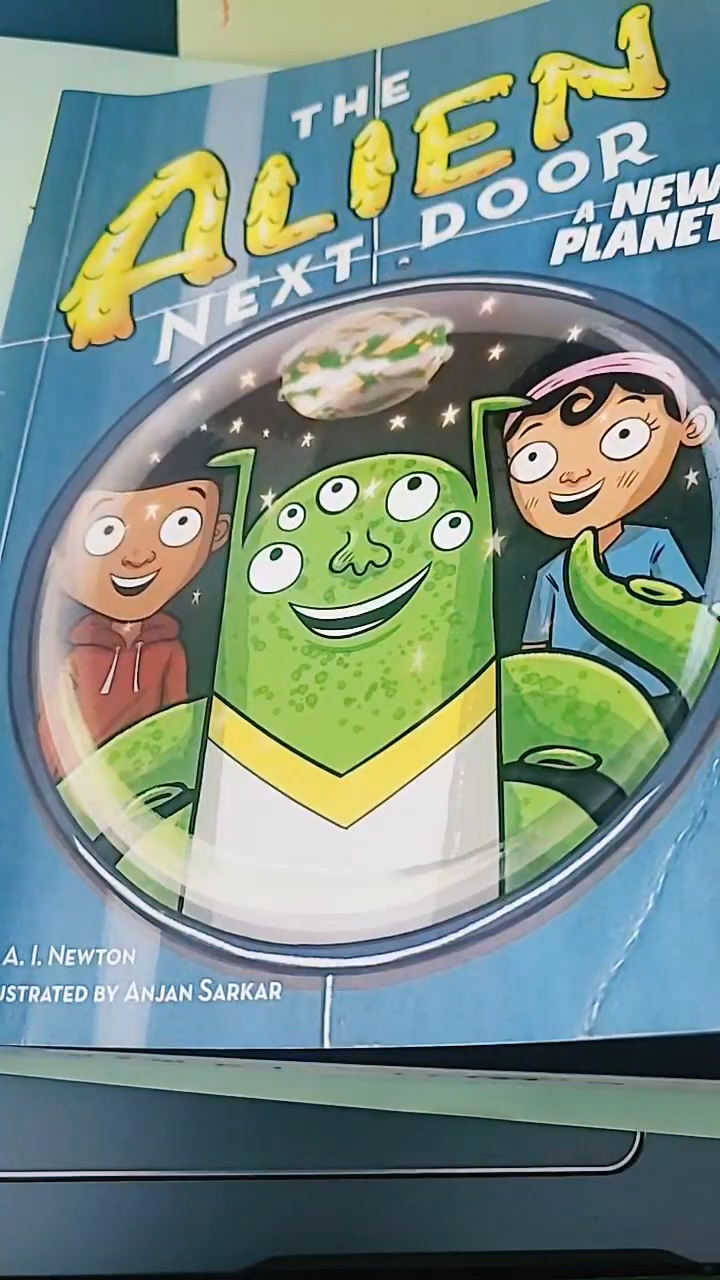 THE
ALIEN
NEXT DOOR
A NEW
PLANET
A. I. NEWTON
USTRATED BY ANJAN SARKAR